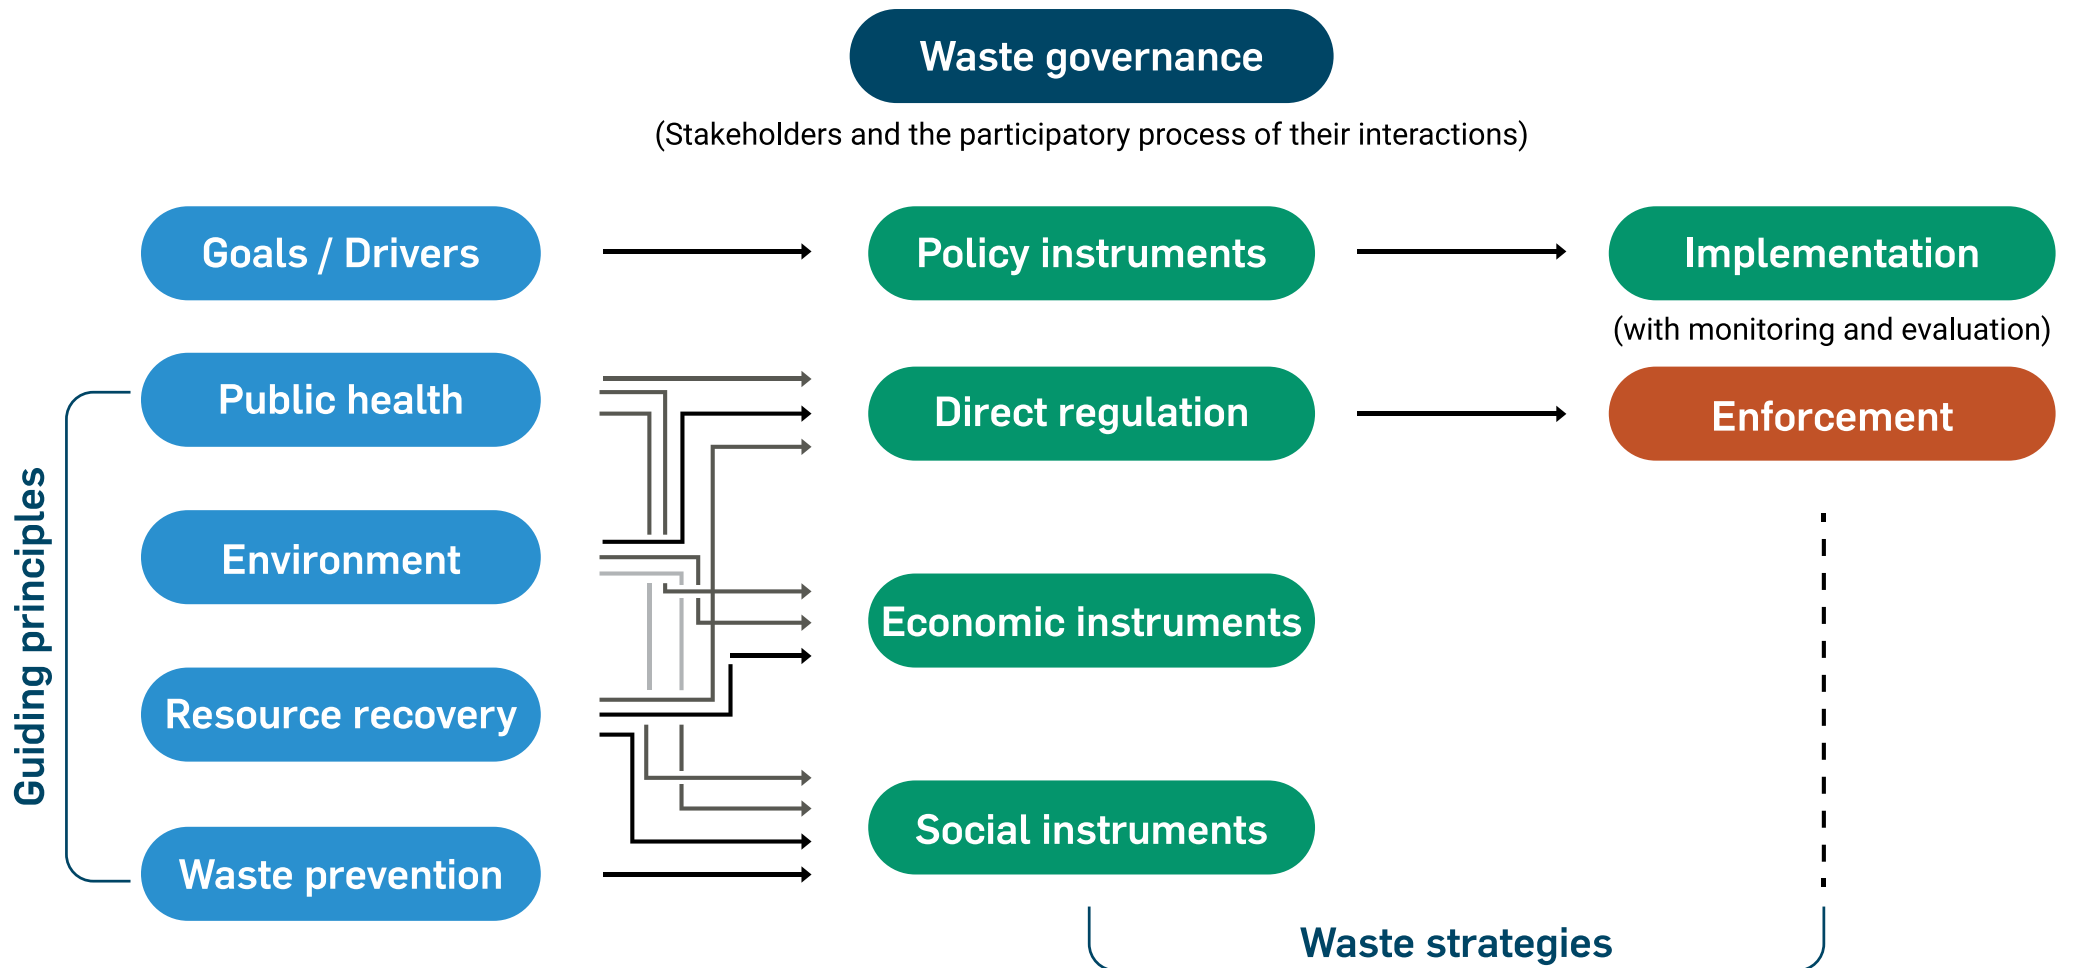 Waste governance
(Stakeholders and the participatory process of their interactions)
Goals / Drivers
Policy instruments
Implementation
(with monitoring and evaluation)
Guiding principles
Public health
Direct regulation
Enforcement
Environment
Economic instruments
Resource recovery
Social instruments
Waste prevention
Waste strategies